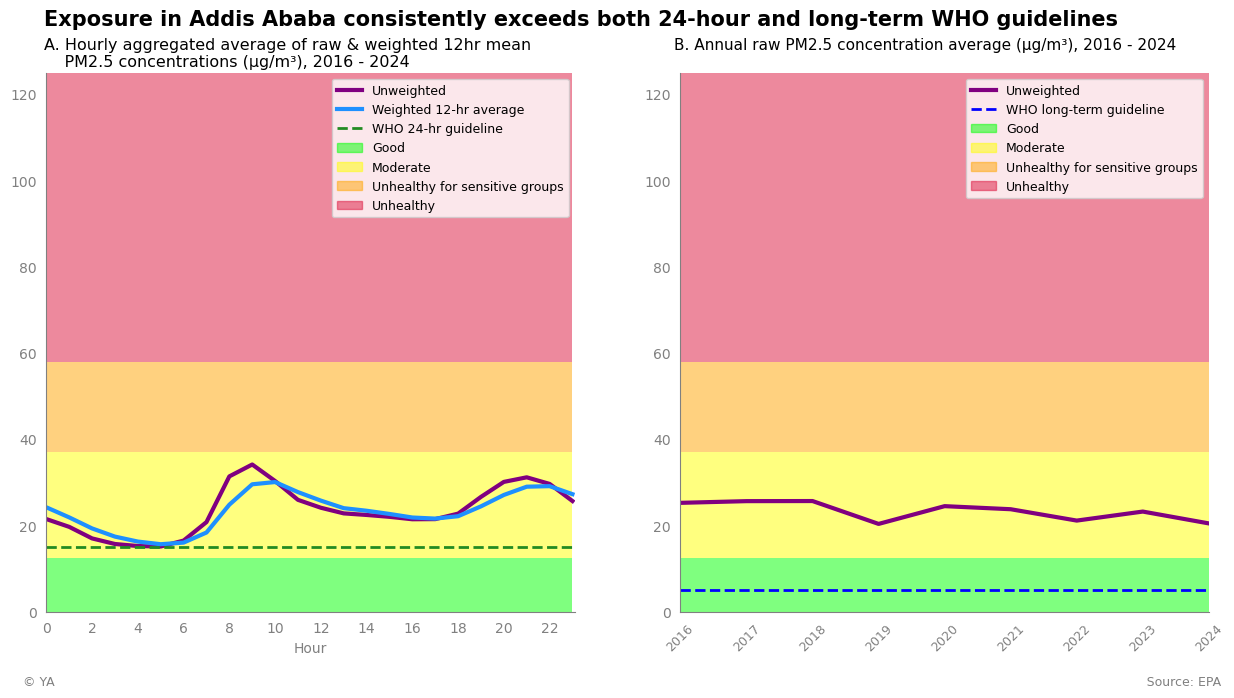 Exposure in Addis Ababa consistently exceeds both 24-hour and long-term WHO guidelines
A. Hourly aggregated average of raw & weighted 12hr mean
PM2.5 concentrations (μg/m³), 2016 - 2024
120
100
80
60
40
20
0
0 2 4 6 8 10 12 14 16 18 20 22
Hour
Unweighted
Weighted 12-hr average
WHO 24-hr guideline
Good
Moderate
Unhealthy for sensitive groups
Unhealthy
B. Annual raw PM2.5 concentration average (μg/m³), 2016 - 2024
120
100
80
60
40
20
0
2016 2017 2018 2019 2020 2021 2022 2023 2024
Unweighted
WHO long-term guideline
Good
Moderate
Unhealthy for sensitive groups
Unhealthy
© YA
Source: EPA